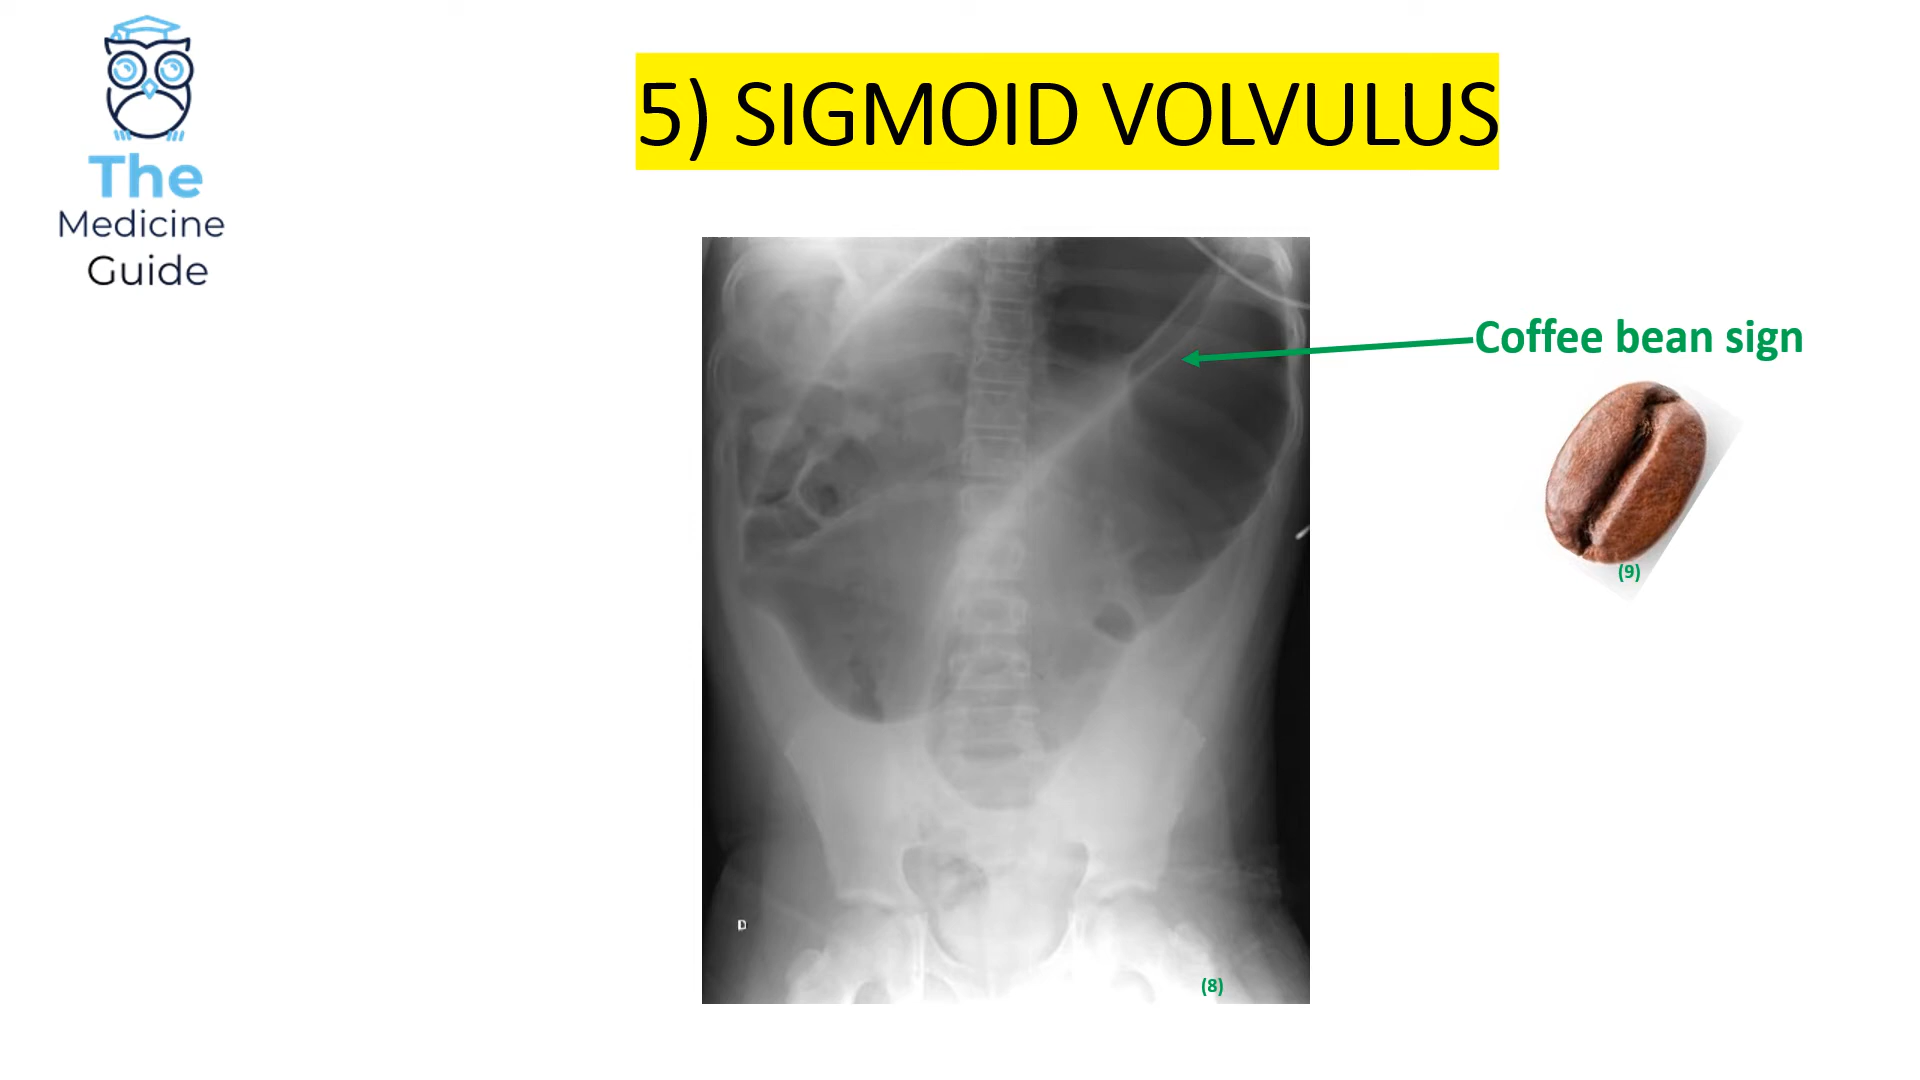 The
Medicine
Guide
5) SIGMOID VOLVULUS
Coffee bean sign
(9)
D
(8)